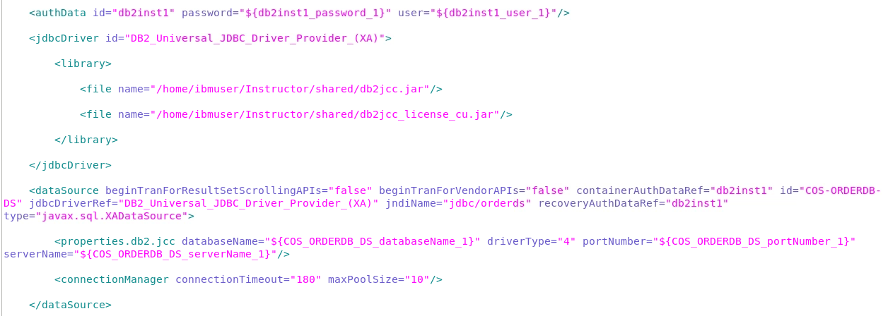 <authData id="db2inst1" password="${db2inst1_password_1}" user="${db2inst1_user_1}"/>
<jdbcDriver id="DB2_Universal_JDBC_Driver_Provider_(XA)">
<library>
<file name="/home/ibmuser/Instructor/shared/db2jcc.jar"/>
<file name="/home/ibmuser/Instructor/shared/db2jcc_license_cu.jar"/>
</library>
</jdbcDriver>
<dataSource beginTranForResultSetScrollingAPIs="false" beginTranForVendorAPIs="false" containerAuthDataRef="db2inst1" id="COS-ORDERDB-
DS" jdbcDriverRef="DB2_Universal_JDBC_Driver_Provider_(XA)" jndiName="jdbc/orders" recoveryAuthDataRef="db2inst1"
type="javax.sql.XADataSource">
<properties.db2.jcc databaseName="${COS_ORDERDB_DS_databaseName_1}" driverType="4" portNumber="${COS_ORDERDB_DS_portNumber_1}"
serverName="${COS_ORDERDB_DS_serverName_1}"/>
<connectionManager connectionTimeout="180" maxPoolSize="10"/>
</dataSource>